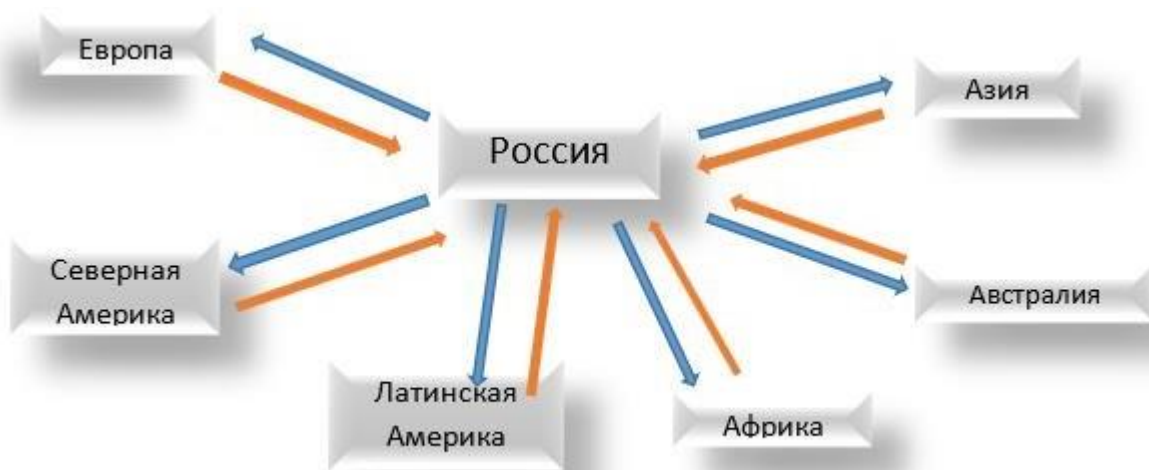 Европа
Азия
Россия
Северная
Америка
Австралия
Латинская
Америка
Африка